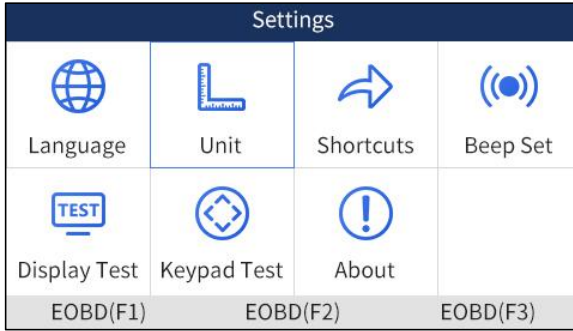 Settings
Language Unit Shortcuts Beep Set
TEST
Display Test Keypad Test About
EOBD(F1) EOBD(F2) EOBD(F3)